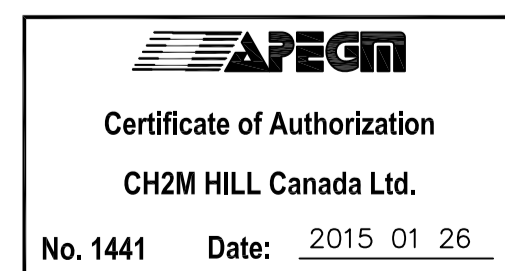 APEGM
Certificate of Authorization
CH2M HILL Canada Ltd.
No. 1441 Date: 2015 01 26